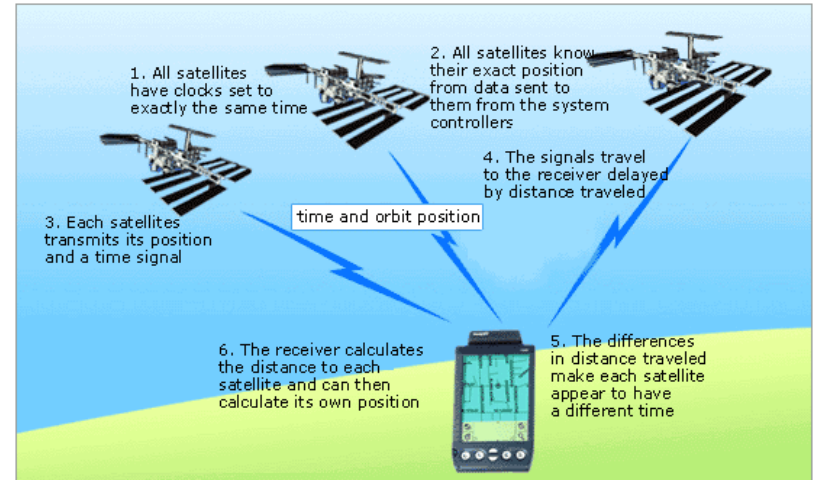 1. All satellites
have clocks set to
exactly the same time
2. All satellites know
their exact position
from data sent to
them from the system
controllers
3. Each satellites
transmits its position
and a time signal
time and orbit position
4. The signals travel
to the receiver delayed
by distance traveled
5. The differences
in distance traveled
make each satellite
appear to have
a different time
6. The receiver calculates
the distance to each
satellite and can then
calculate its own position